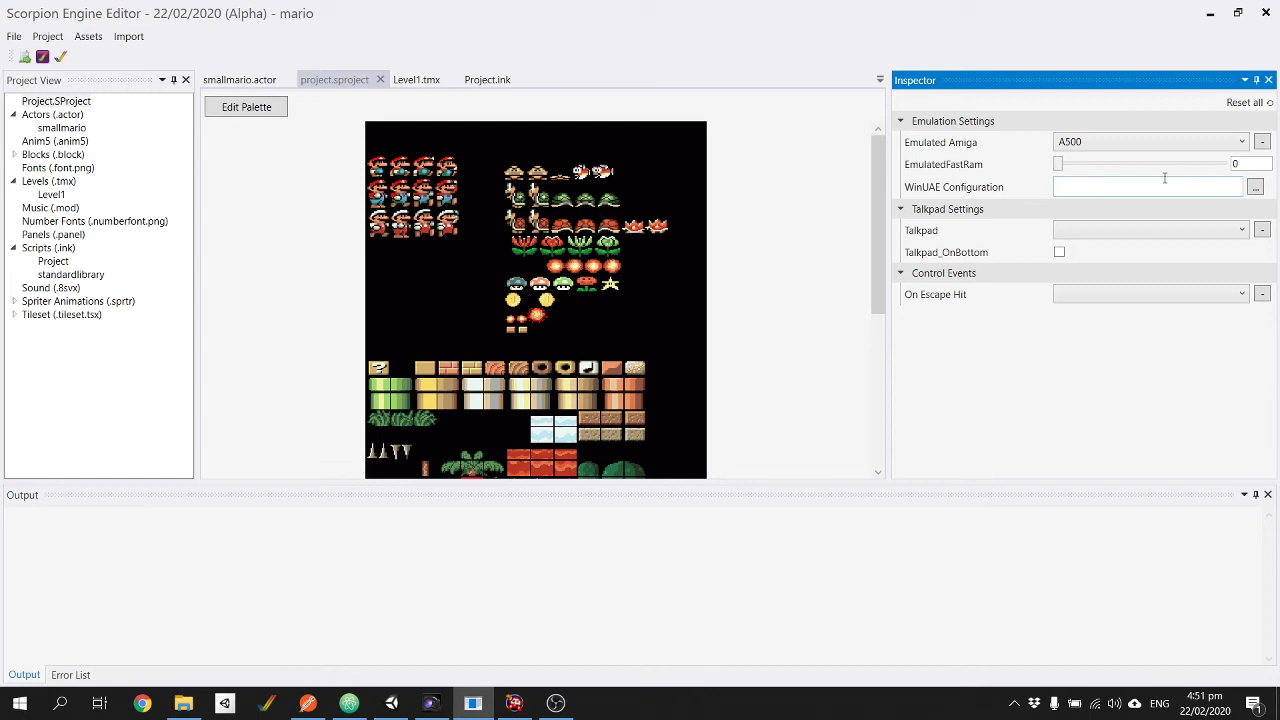 Scorpion Engine Editor - 22/02/2020 (Alpha) - mario
File Project Assets Import
Project View
smallmario.actor project.sproject Level1.tmx Project.ink
Inspector
Project.SProject
Actors (.actor)
smallmario
Anim5 (.anim5)
Blocks (.block)
Fonts (.font.png)
Levels (.tmx)
Level1
Music (.mod)
Number Fonts (.numberfont.png)
Panels (.panel)
Scripts (.ink)
Project
standardlibrary
Sound (.8svx)
Spriter Animations (.sprtr)
Tileset (.tileset.tsx)
Edit Palette
Reset all
Emulation Settings
Emulated Amiga A500 -
EmulatedFastRam 0
WinUAE Configuration ...
Talkpad Settings
Talkpad -
Talkpad_OnBottom
Control Events
On Escape Hit -
Output
Output Error List
ENG 4:51 pm
22/02/2020 1